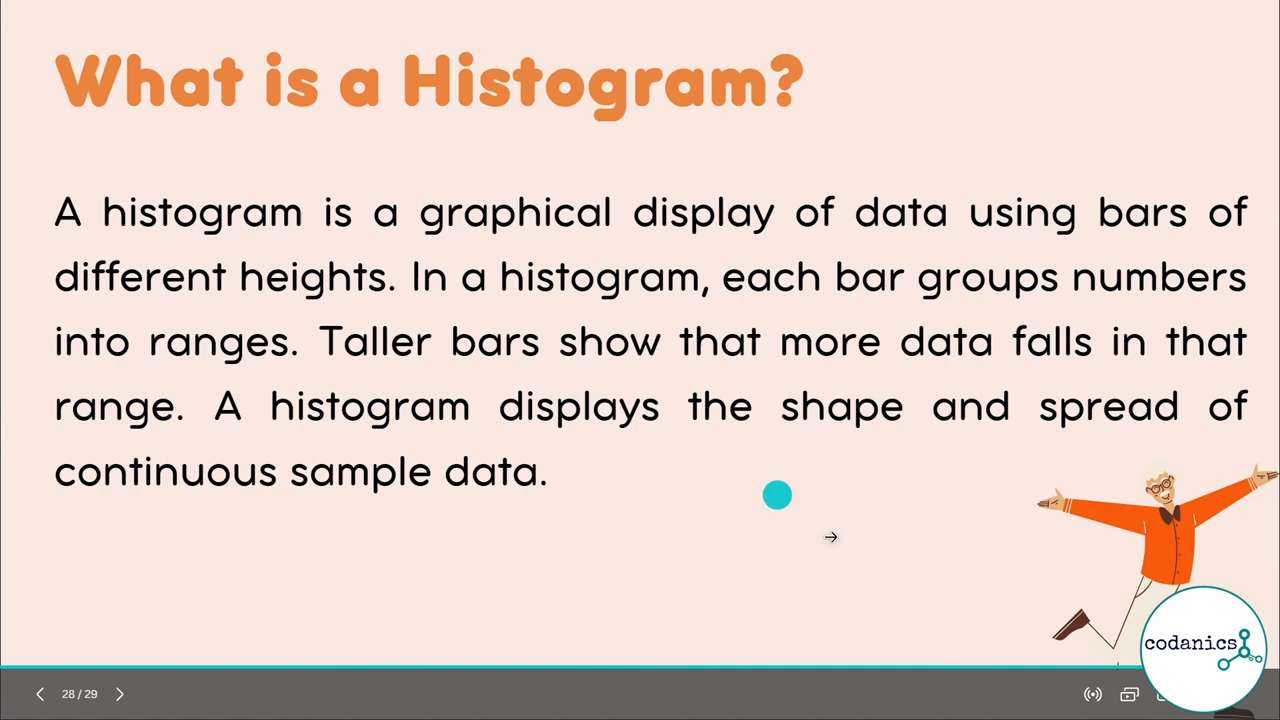 What is a Histogram?
A histogram is a graphical display of data using bars of
different heights. In a histogram, each bar groups numbers
into ranges. Taller bars show that more data falls in that
range. A histogram displays the shape and spread of
continuous sample data.
codanics
28 / 29